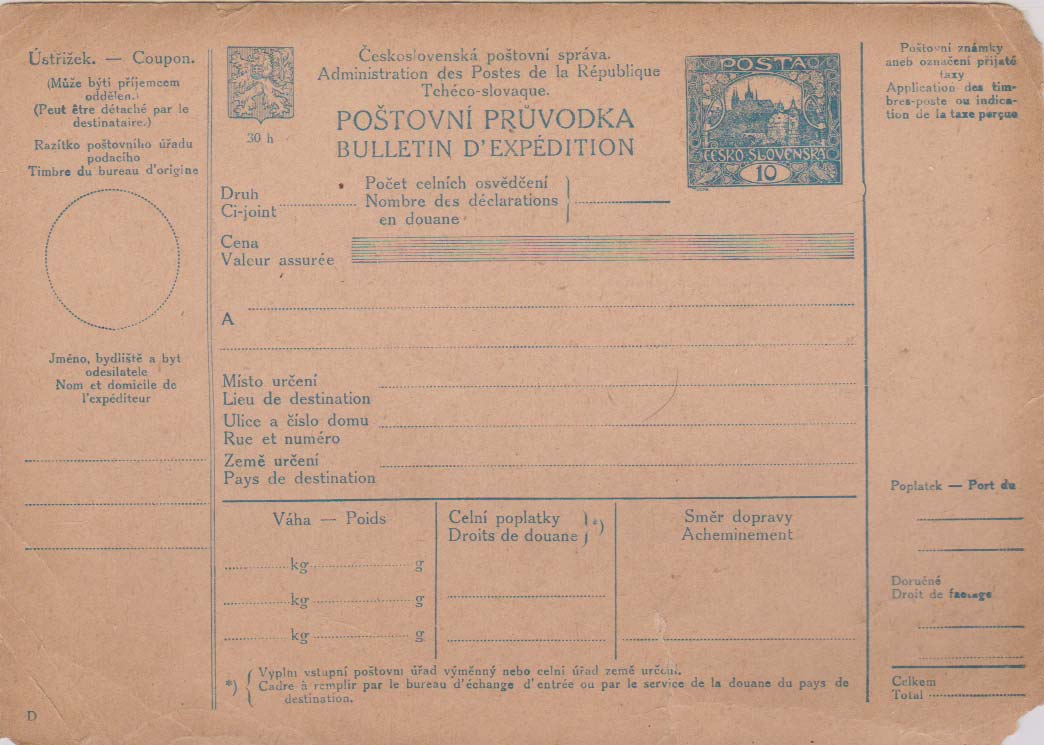 Ústřižek. — Coupon.
(Může býti příjemcem
oddělen.)
(Peut être détaché par le
destinataire.)
Razítko poštovního úřadu
podacího
Timbre du bureau d'origine
Jméno, bydliště a byt
odesilatele
Nom et domicile de
l'expéditeur
D
30 h
Československá poštovní správa.
Administration des Postes de la République
Tchéco-slovaque.
POŠTOVNÍ PRŮVODKA
BULLETIN D'EXPÉDITION
POSTA
ČESKO SLOVENSKÁ
10
Druh
Ci-joint
Počet celních osvědčení
Nombre des déclarations
en douane
Cena
Valeur assurée
A
Místo určení
Lieu de destination
Ulice a číslo domu
Rue et numéro
Země určení
Pays de destination
Váha — Poids
kg g
kg g
kg g
Celní poplatky
Droits de douane *)
Směr dopravy
Acheminement
*) Vyplní vstupní poštovní úřad výměnný nebo celní úřad země určení.
Cadre à remplir par le bureau d'échange d'entrée ou par le service de la douane du pays de
destination.
Poštovní známky
aneb označení přijaté
taxy
Application des tim-
bres-poste ou indica-
tion de la taxe perçue
Poplatek — Port du
Doručné
Droit de factage
Celkem
Total